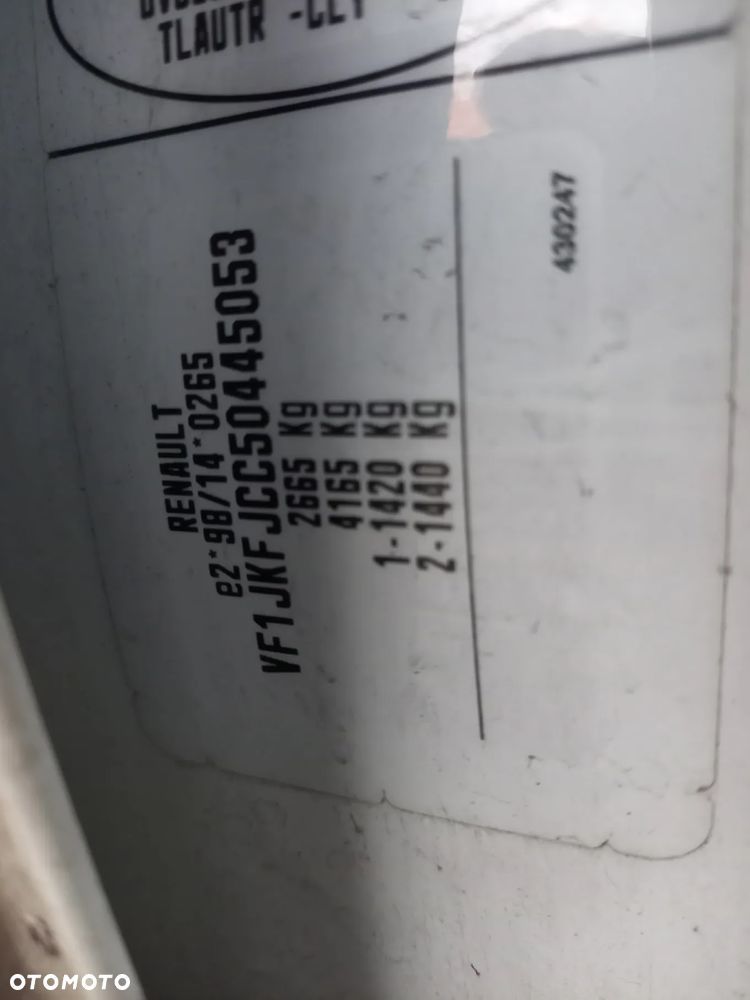 TLAUTR -CLY
RENAULT
e2*98/14*0265
VF1JKFJCC50445053
2665 Kg
4165 Kg
1-1420 Kg
2-1440 Kg
430247
OTOMOTO